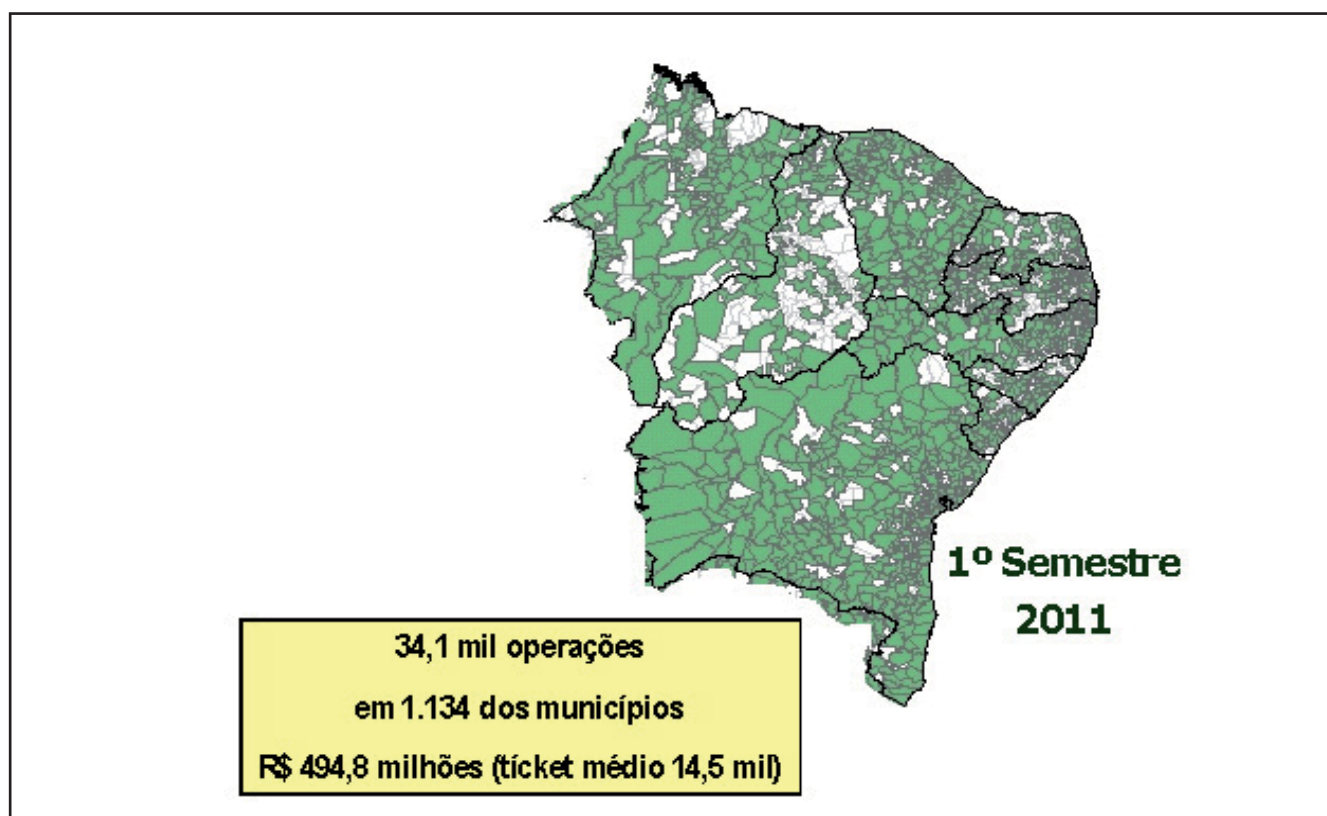 1º Semestre
2011
34,1 mil operações
em 1.134 dos municípios
R$ 494,8 milhões (tícket médio 14,5 mil)